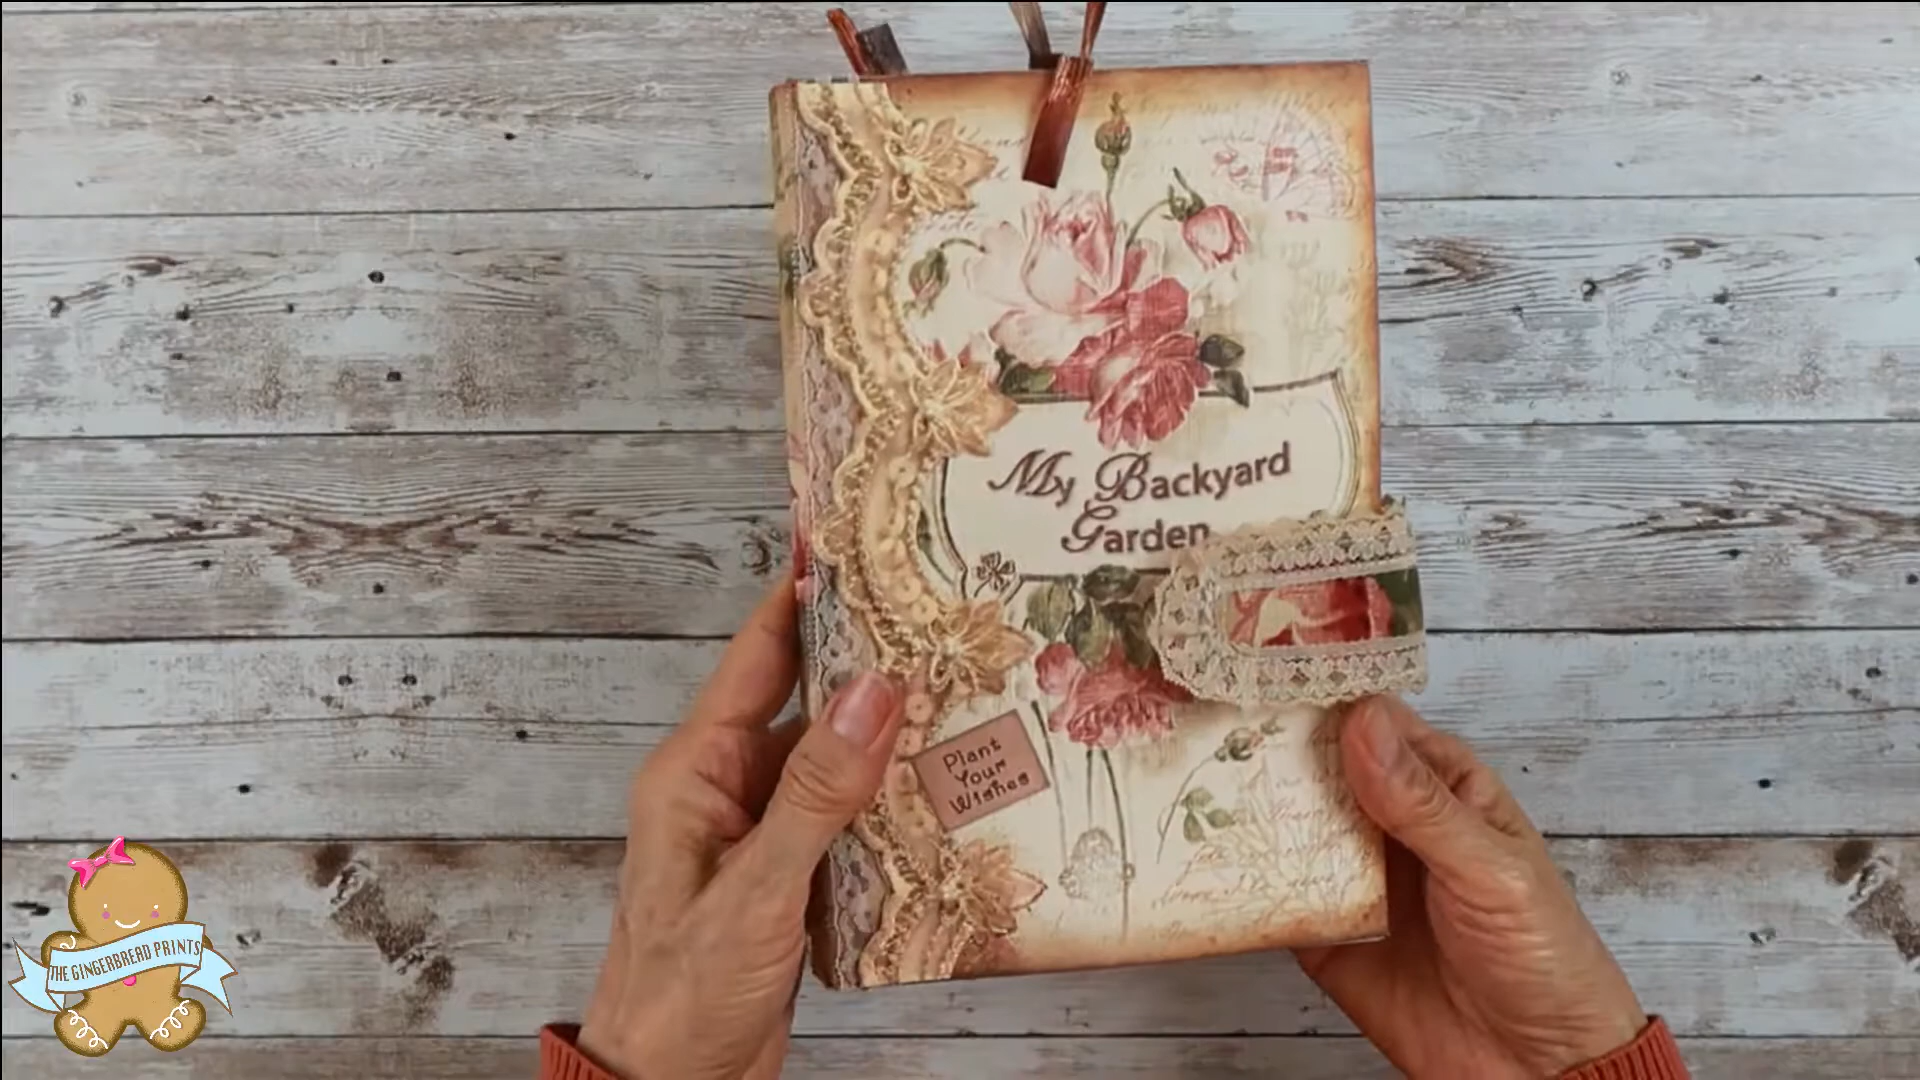 My Backyard
Garden
Plant
Your
Wishes
THE GINGERBREAD PRINTS